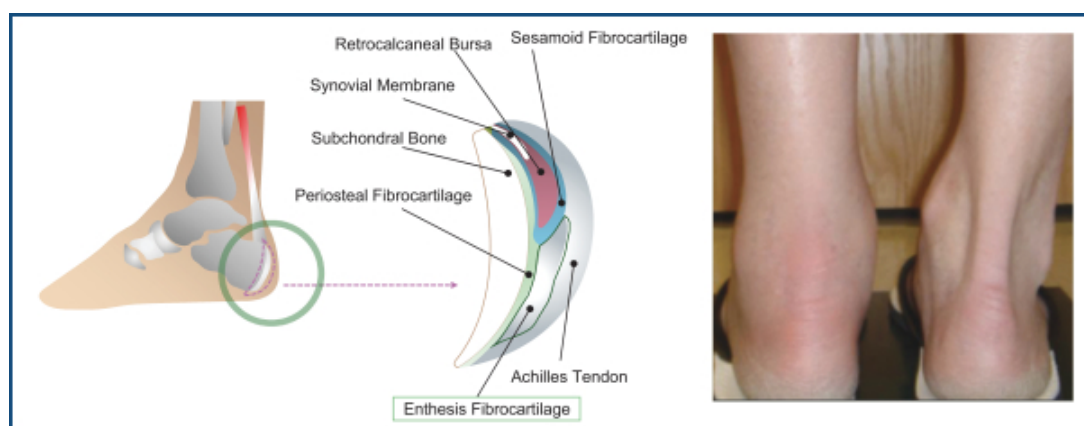 Retrocalcaneal Bursa
Sesamoid Fibrocartilage
Synovial Membrane
Subchondral Bone
Periosteal Fibrocartilage
Achilles Tendon
Enthesis Fibrocartilage